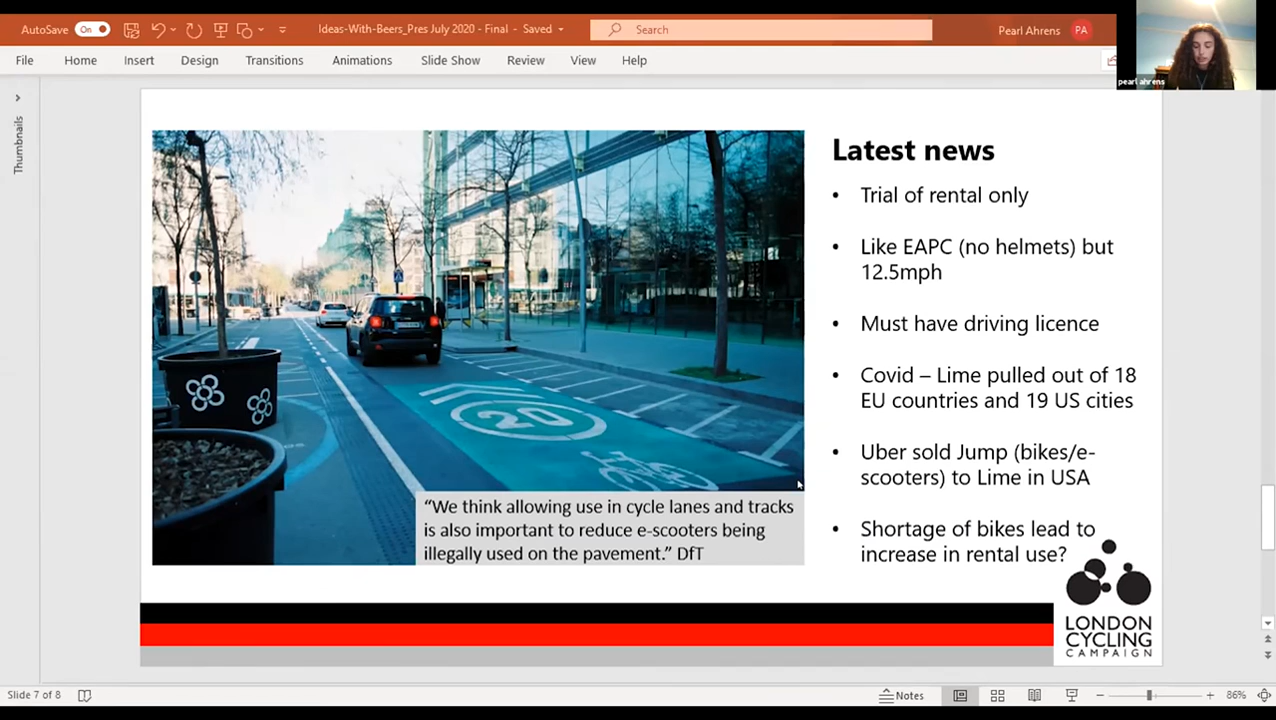 AutoSave On
Ideas-With-Beers_Pres July 2020 - Final - Saved
Search
Pearl Ahrens PA
File Home Insert Design Transitions Animations Slide Show Review View Help
pearl ahrens
Thumbnails
Latest news
• Trial of rental only
• Like EAPC (no helmets) but
12.5mph
• Must have driving licence
• Covid – Lime pulled out of 18
EU countries and 19 US cities
• Uber sold Jump (bikes/e-
scooters) to Lime in USA
• Shortage of bikes lead to
increase in rental use?
20
“We think allowing use in cycle lanes and tracks
is also important to reduce e-scooters being
illegally used on the pavement.” DfT
LONDON
CYCLING
CAMPAIGN
Slide 7 of 8
Notes
86%